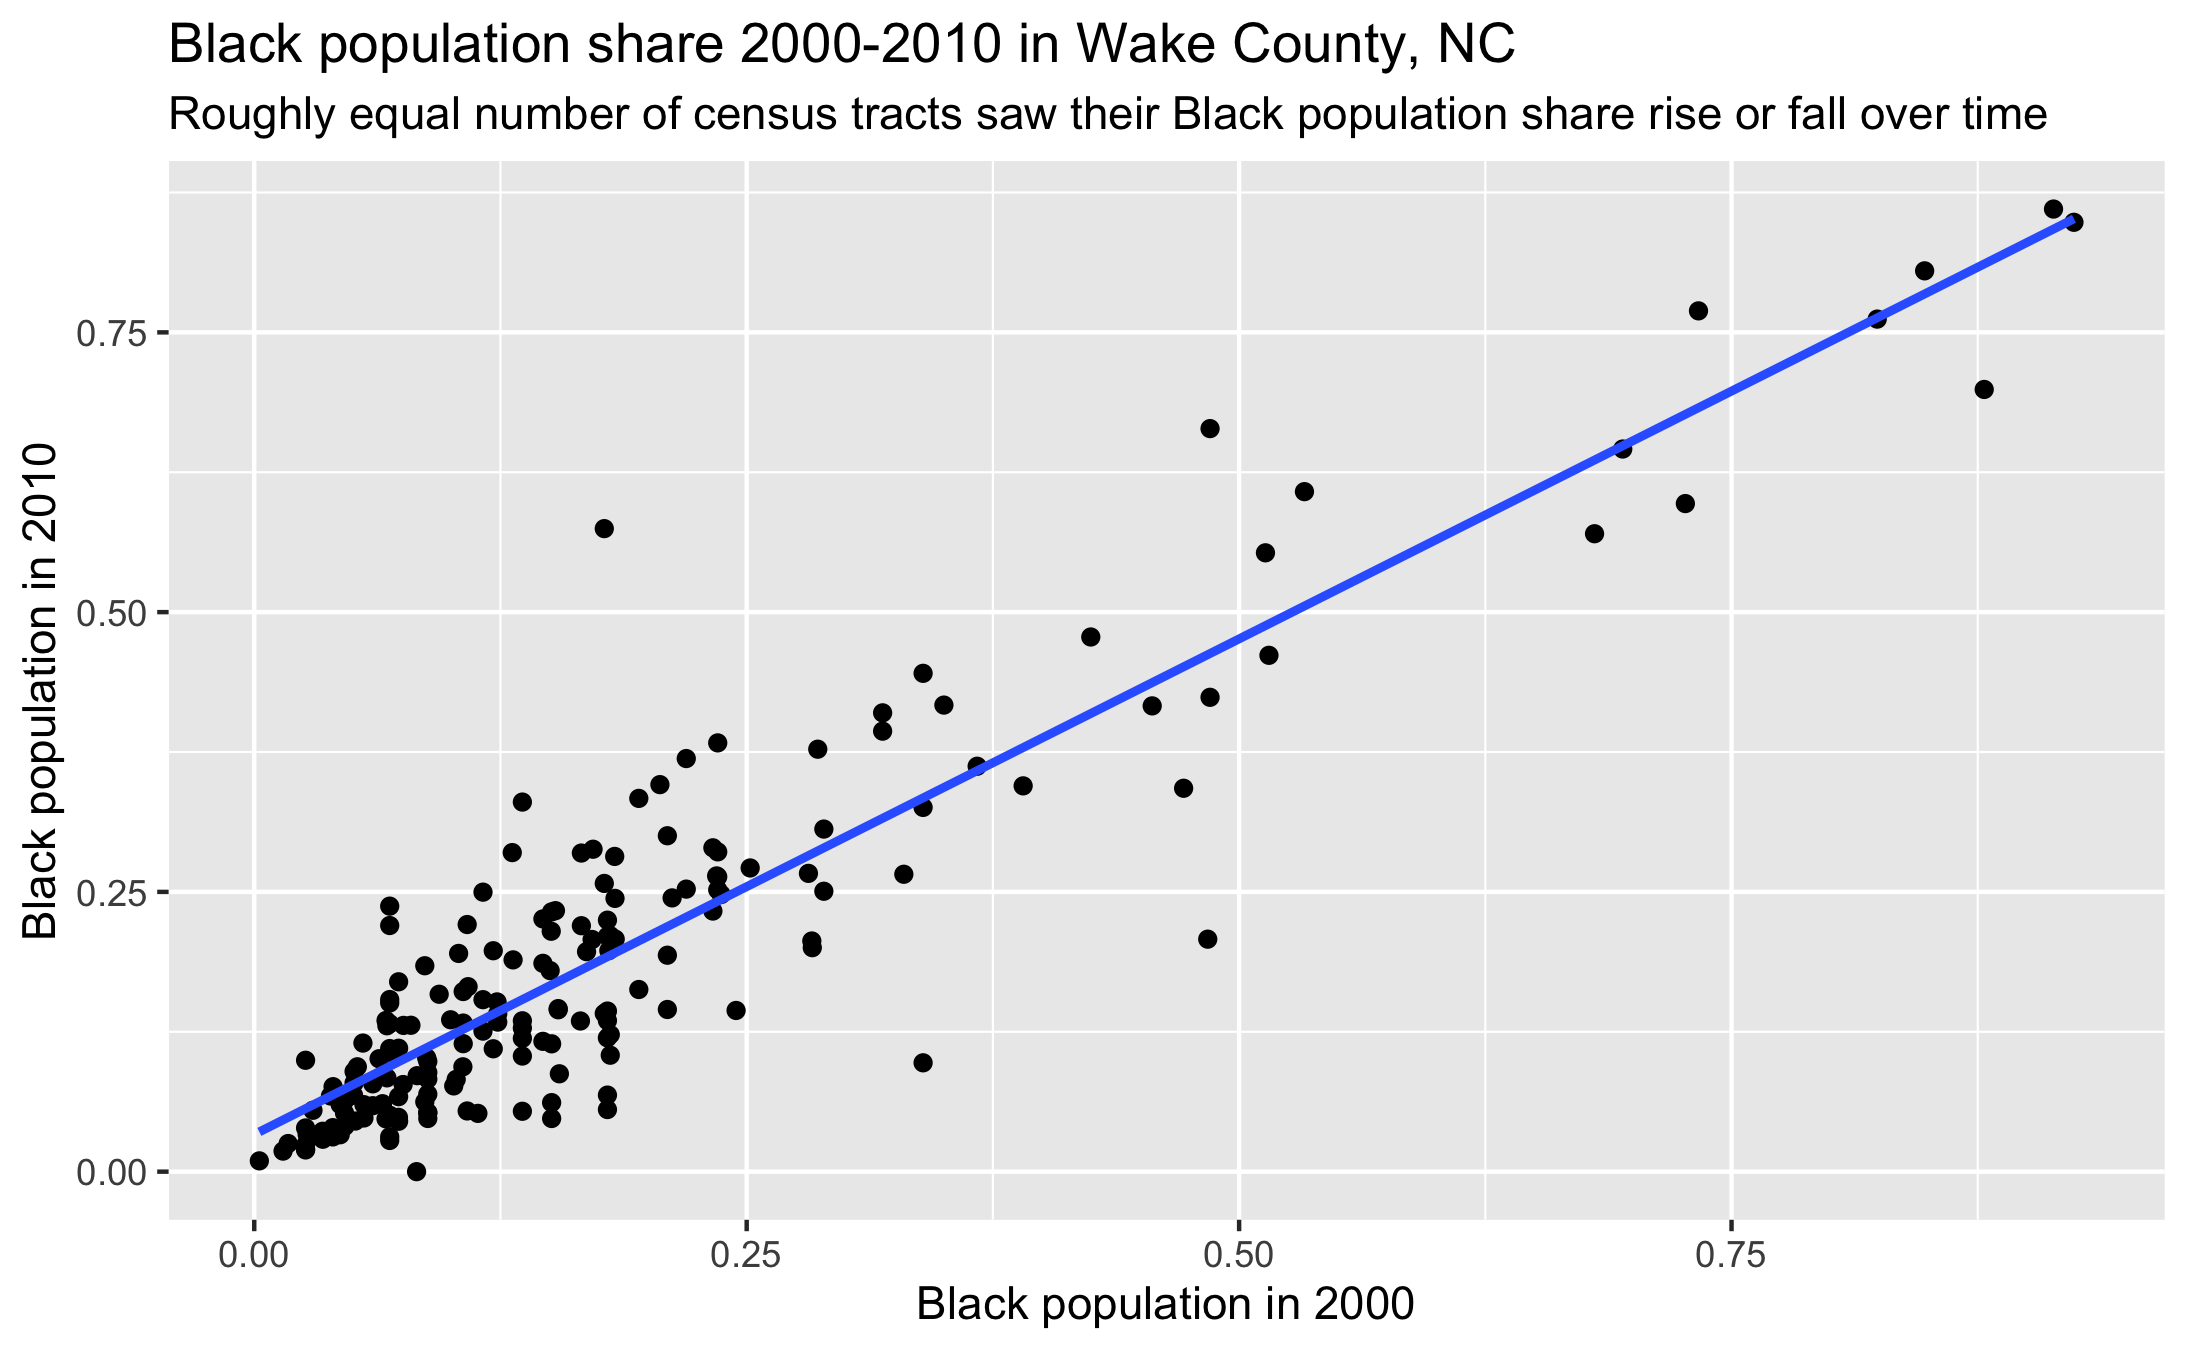 Black population share 2000-2010 in Wake County, NC
Roughly equal number of census tracts saw their Black population share rise or fall over time
Black population in 2010
0.75
0.50
0.25
0.00
0.00
0.25
0.50
0.75
Black population in 2000